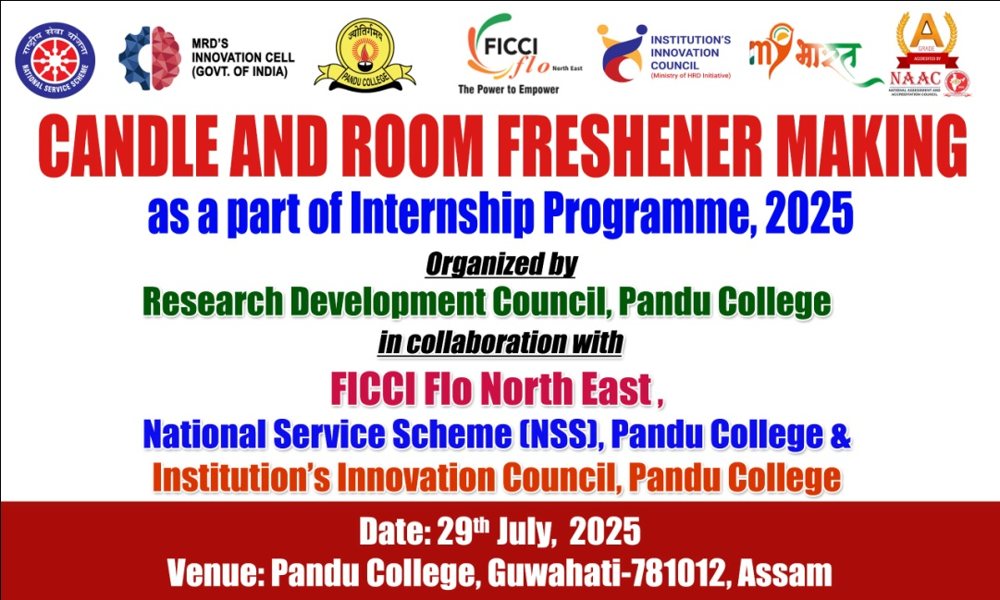 राष्ट्रीय सेवा योजना
NATIONAL SERVICE SCHEME
MRD'S
INNOVATION CELL
(GOVT. OF INDIA)
ज्योतिर्गमय
PANDU COLLEGE
FICCI
flo North East
The Power to Empower
INSTITUTION'S
INNOVATION
COUNCIL
(Ministry of HRD Initiative)
my भारत
A
GRADE
ACCREDITED BY
NAAC
NATIONAL ASSESSMENT AND
ACCREDITATION COUNCIL
CANDLE AND ROOM FRESHENER MAKING
as a part of Internship Programme, 2025
Organized by
Research Development Council, Pandu College
in collaboration with
FICCI Flo North East ,
National Service Scheme (NSS), Pandu College &
Institution's Innovation Council, Pandu College
Date: 29th July, 2025
Venue: Pandu College, Guwahati-781012, Assam